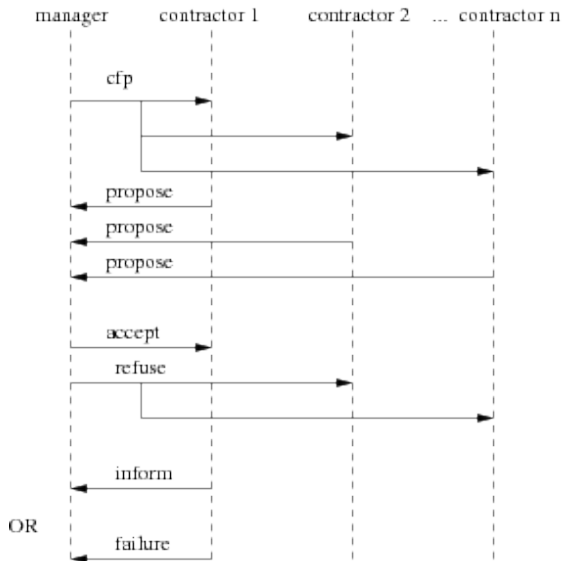 manager contractor 1 contractor 2 ... contractor n
cfp
propose
propose
propose
accept
refuse
inform
OR
failure